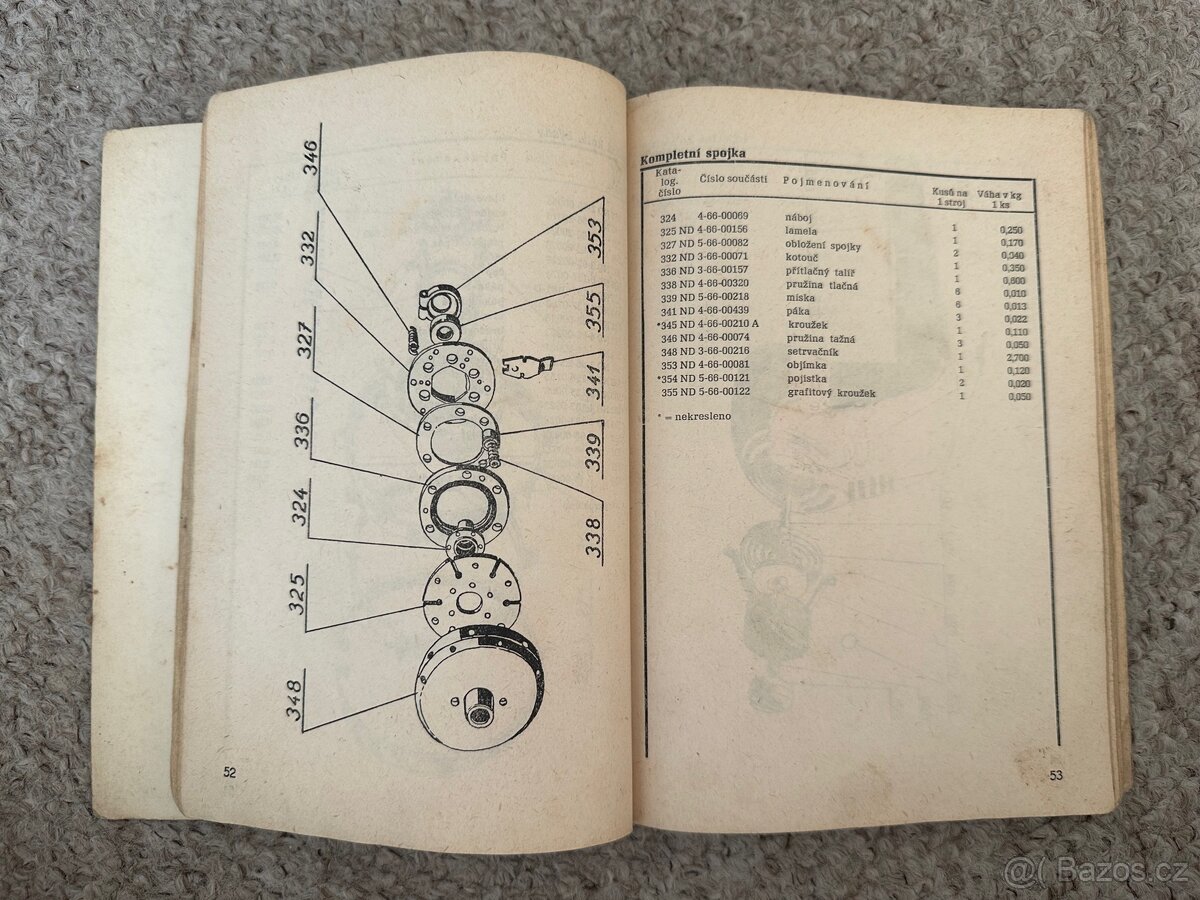 346
332
327
336
324
325
348
353
355
341
339
338
52
Kompletní spojka
Kata-
log.
číslo
Číslo součásti
Pojmenování
Kusů na
1 stroj
Váha v kg
1 ks
324 4-66-00069 náboj 1 0,250
325 ND 4-66-00156 lamela 1 0,170
327 ND 5-66-00082 obložení spojky 2 0,040
332 ND 3-66-00071 kotouč 1 0,350
336 ND 3-66-00157 přítlačný talíř 1 0,600
338 ND 4-66-00320 pružina tlačná 6 0,010
339 ND 5-66-00218 miska 6 0,013
341 ND 4-66-00439 páka 3 0,022
*345 ND 4-66-00210 A kroužek 1 0,110
346 ND 4-66-00074 pružina tažná 3 0,050
348 ND 3-66-00216 setrvačník 1 2,700
353 ND 4-66-00081 objímka 1 0,120
*354 ND 5-66-00121 pojistka 2 0,020
355 ND 5-66-00122 grafitový kroužek 1 0,050
* = nekresleno
53
Bazos.cz